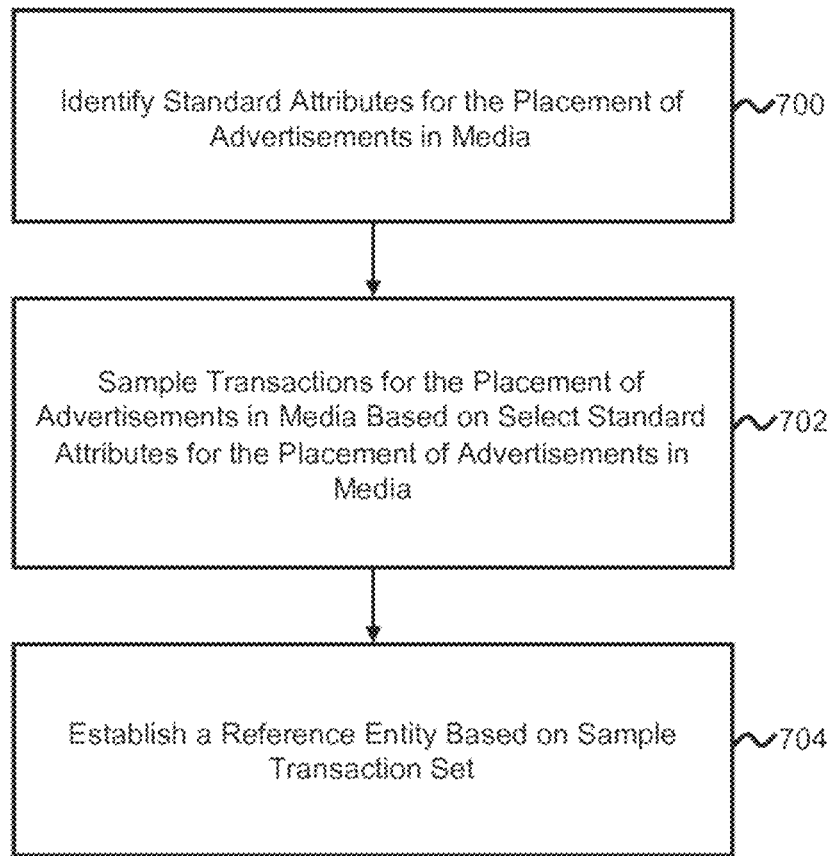 Identify Standard Attributes for the Placement of
Advertisements in Media
700
Sample Transactions for the Placement of
Advertisements in Media Based on Select Standard
Attributes for the Placement of Advertisements in
Media
702
Establish a Reference Entity Based on Sample
Transaction Set
704